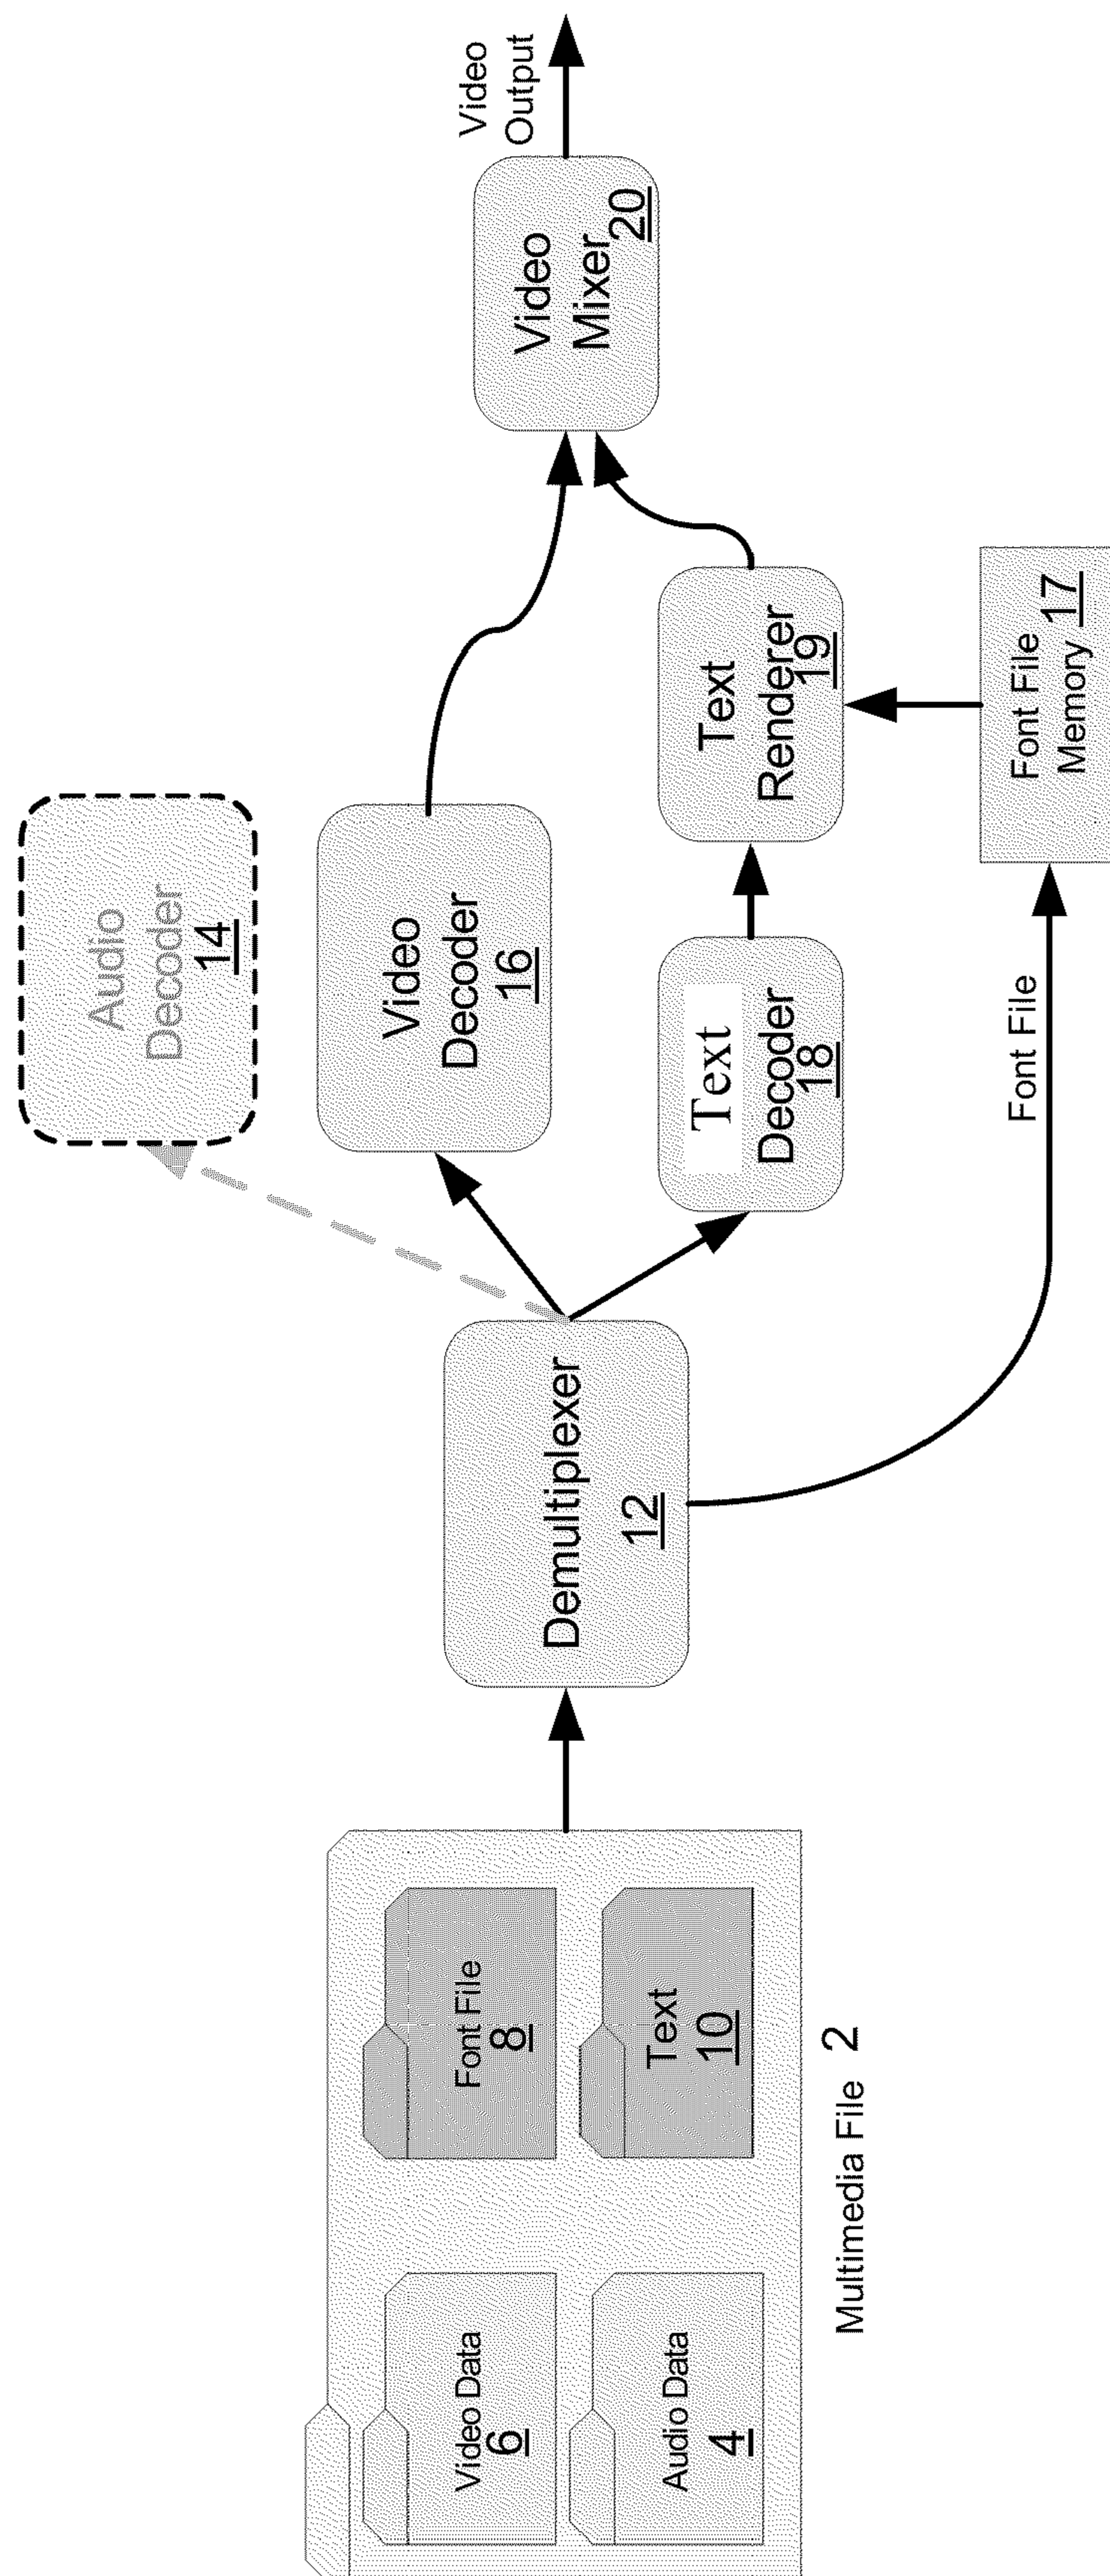 Video Data
6
Audio Data
4
Font File
8
Text
10
Multimedia File 2
Demultiplexer
12
Audio
Decoder
14
Video
Decoder
16
Text
Decoder
18
Font File
Text
Renderer
19
Font File
Memory 17
Video
Mixer
20
Video
Output